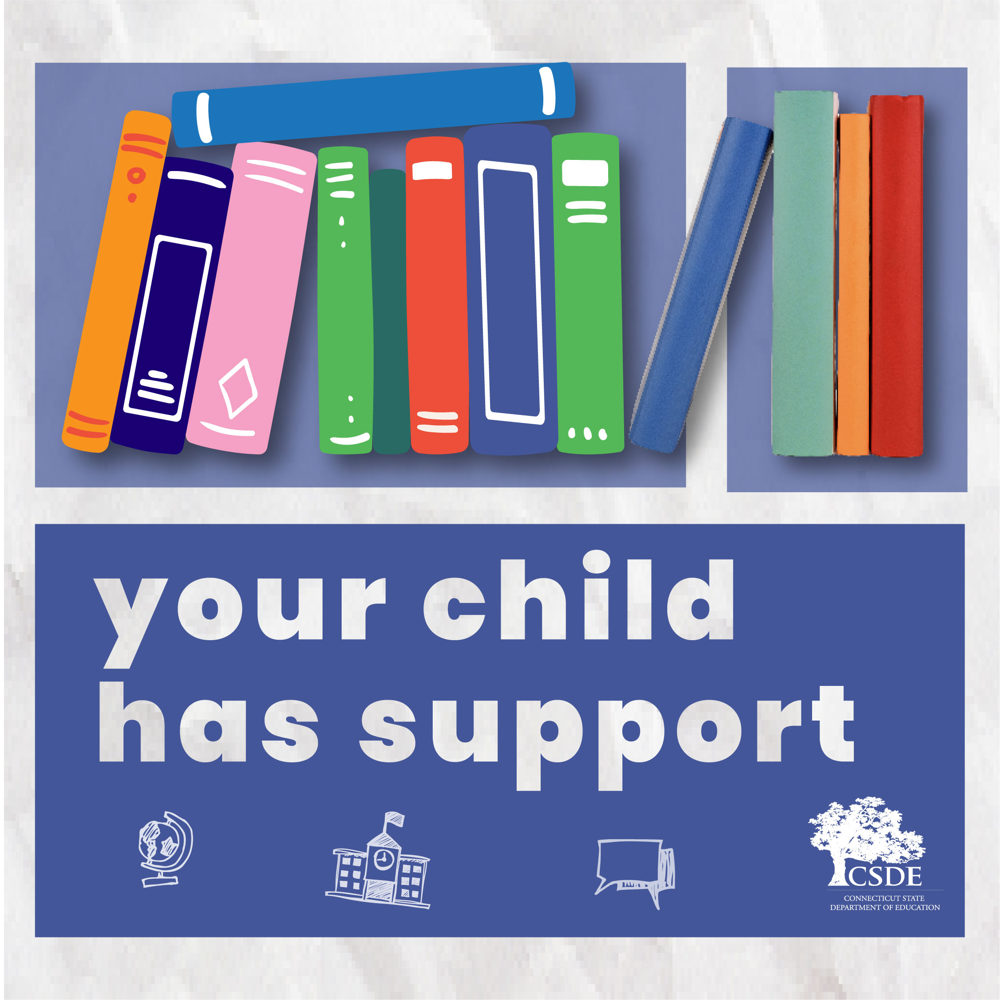 your child
has support
CSDE
CONNECTICUT STATE
DEPARTMENT OF EDUCATION